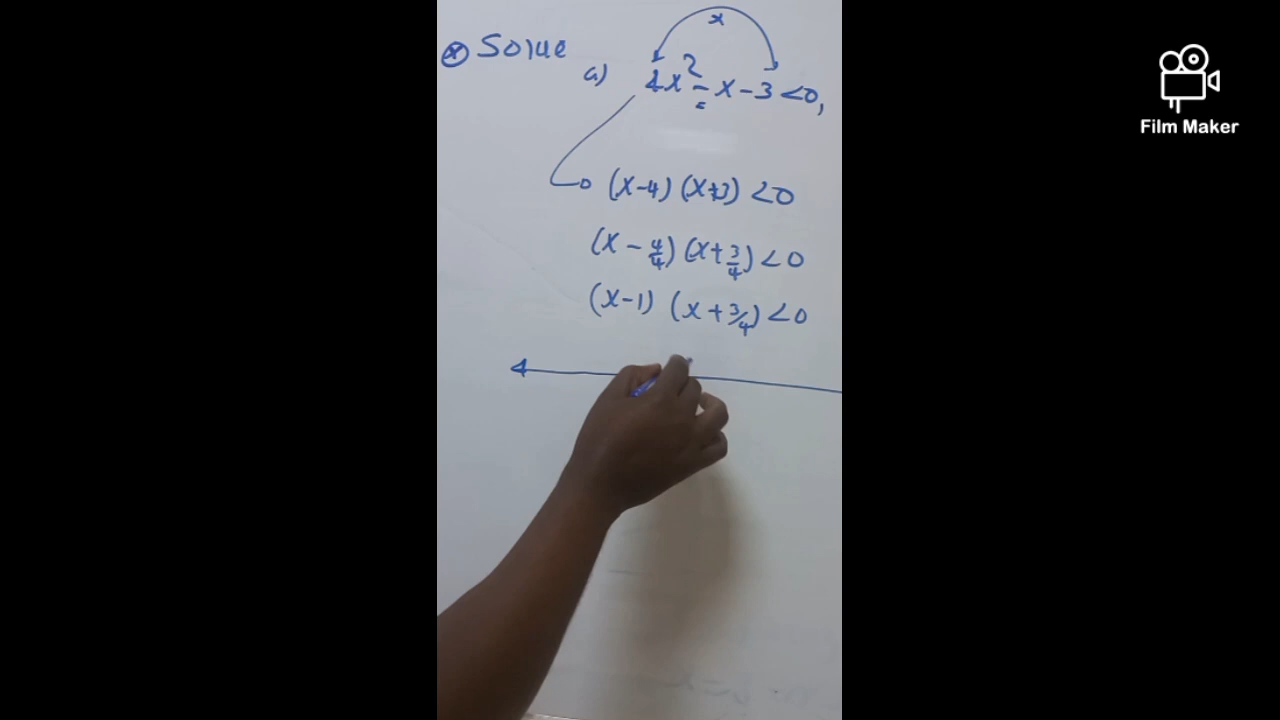 ⊗ Solve
x
a) 4x² - x - 3 < 0,
(x-4) (x+3) < 0
(x - 4/4) (x + 3/4) < 0
(x-1) (x + 3/4) < 0
Film Maker